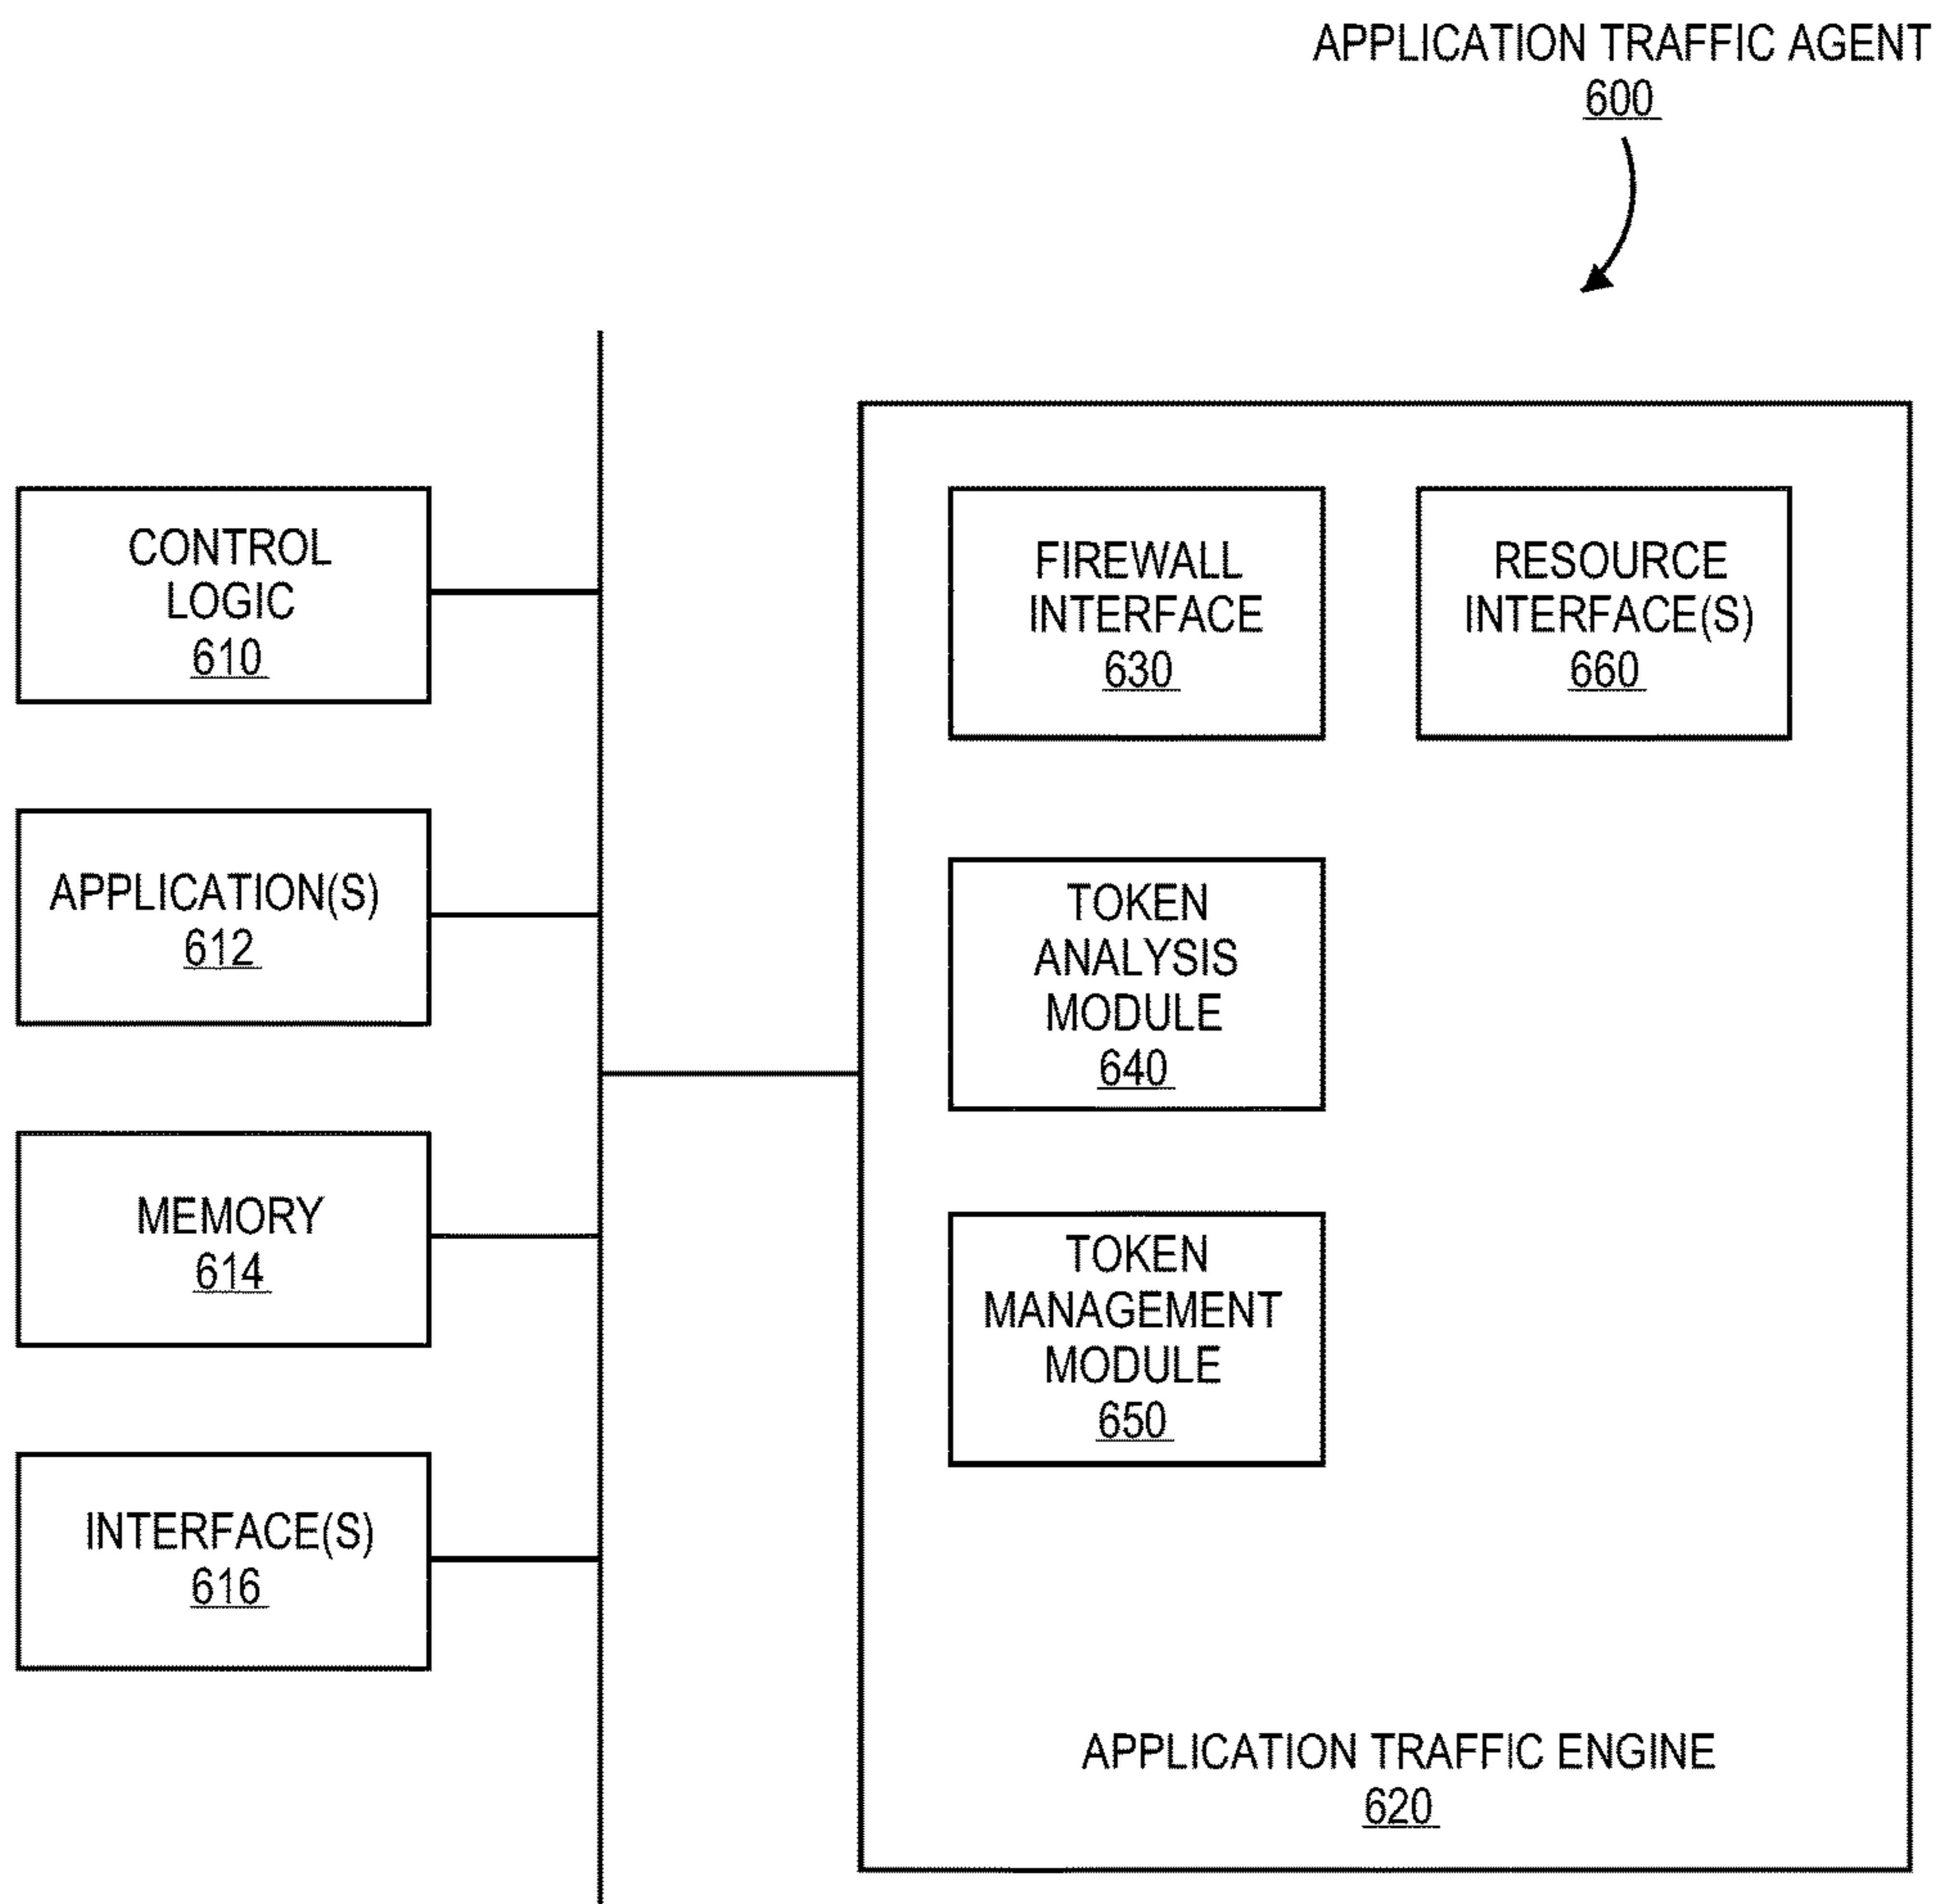 APPLICATION TRAFFIC AGENT
600
CONTROL
LOGIC
610
APPLICATION(S)
612
MEMORY
614
INTERFACE(S)
616
FIREWALL
INTERFACE
630
RESOURCE
INTERFACE(S)
660
TOKEN
ANALYSIS
MODULE
640
TOKEN
MANAGEMENT
MODULE
650
APPLICATION TRAFFIC ENGINE
620